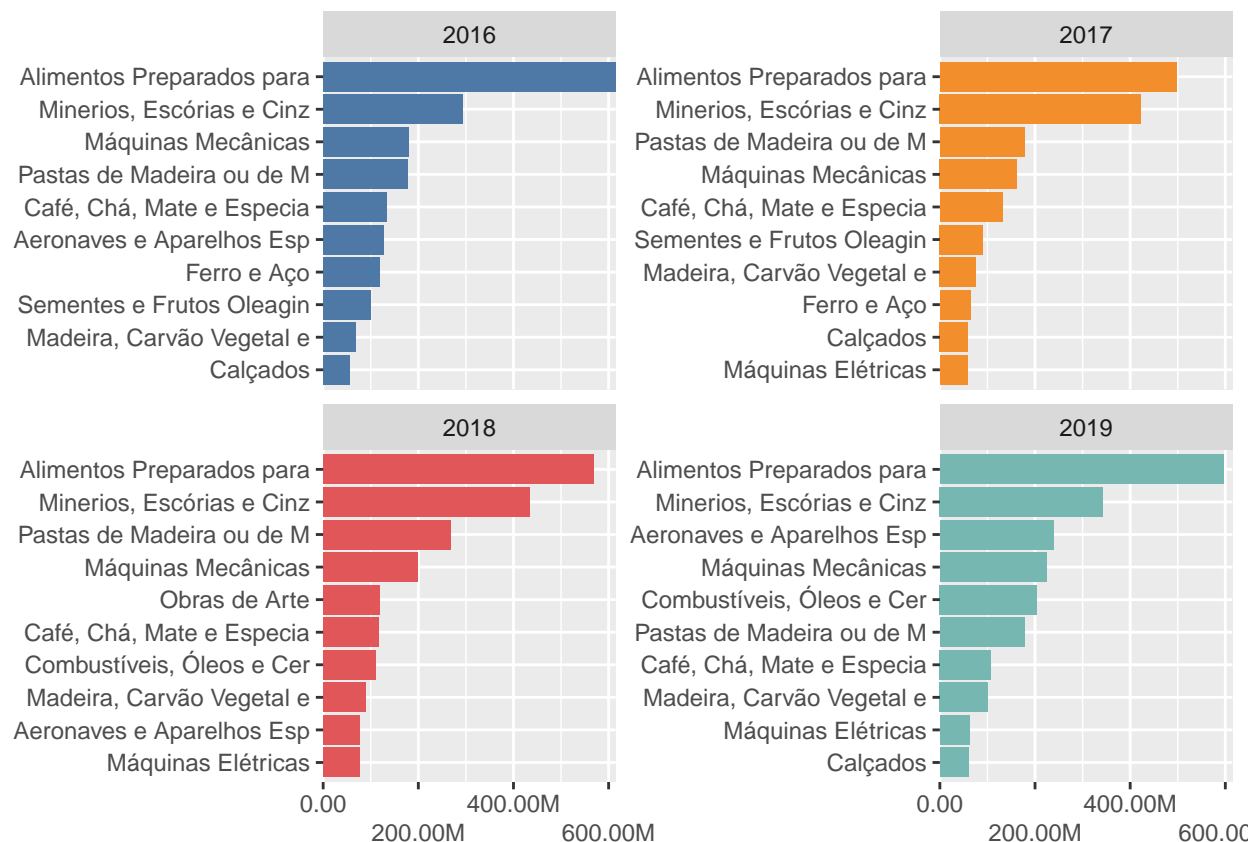 2016
Alimentos Preparados para
Minerios, Escórias e Cinz
Máquinas Mecânicas
Pastas de Madeira ou de M
Café, Chá, Mate e Especia
Aeronaves e Aparelhos Esp
Ferro e Aço
Sementes e Frutos Oleagin
Madeira, Carvão Vegetal e
Calçados
2017
Alimentos Preparados para
Minerios, Escórias e Cinz
Pastas de Madeira ou de M
Máquinas Mecânicas
Café, Chá, Mate e Especia
Sementes e Frutos Oleagin
Madeira, Carvão Vegetal e
Ferro e Aço
Calçados
Máquinas Elétricas
2018
Alimentos Preparados para
Minerios, Escórias e Cinz
Pastas de Madeira ou de M
Máquinas Mecânicas
Obras de Arte
Café, Chá, Mate e Especia
Combustíveis, Óleos e Cer
Madeira, Carvão Vegetal e
Aeronaves e Aparelhos Esp
Máquinas Elétricas
0.00 400.00M
200.00M 600.00M
2019
Alimentos Preparados para
Minerios, Escórias e Cinz
Aeronaves e Aparelhos Esp
Máquinas Mecânicas
Combustíveis, Óleos e Cer
Pastas de Madeira ou de M
Café, Chá, Mate e Especia
Madeira, Carvão Vegetal e
Máquinas Elétricas
Calçados
0.00 400.00M
200.00M 600.00